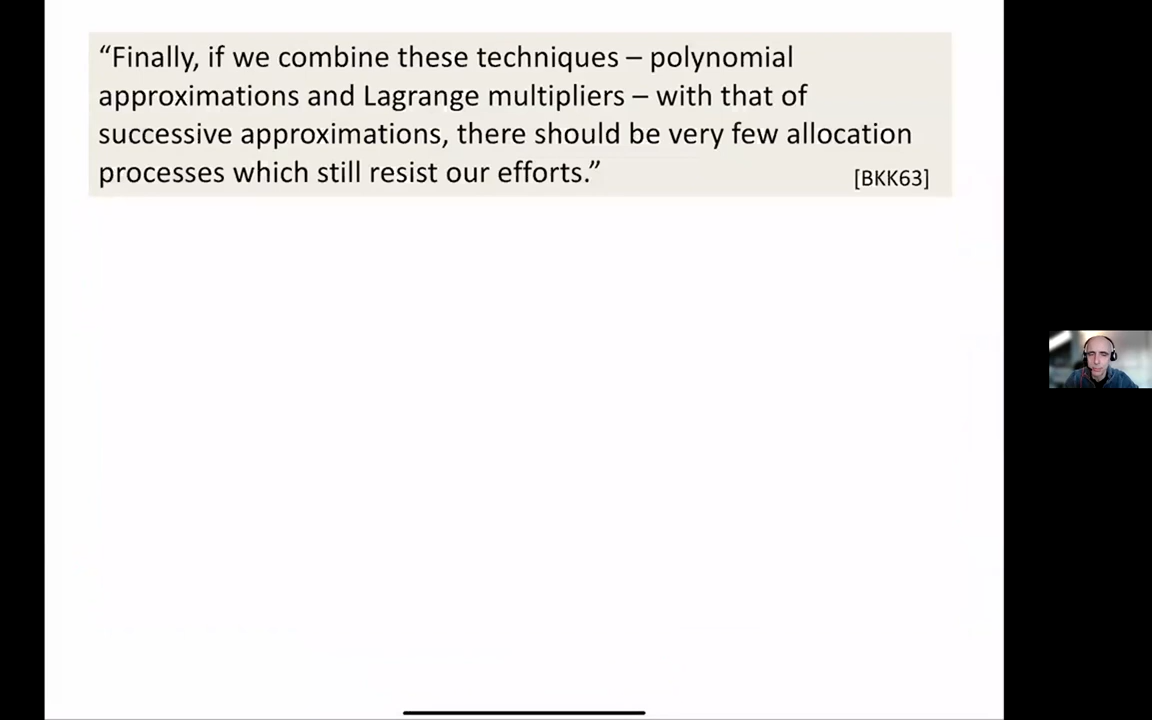 “Finally, if we combine these techniques – polynomial
approximations and Lagrange multipliers – with that of
successive approximations, there should be very few allocation
processes which still resist our efforts.”
[BKK63]